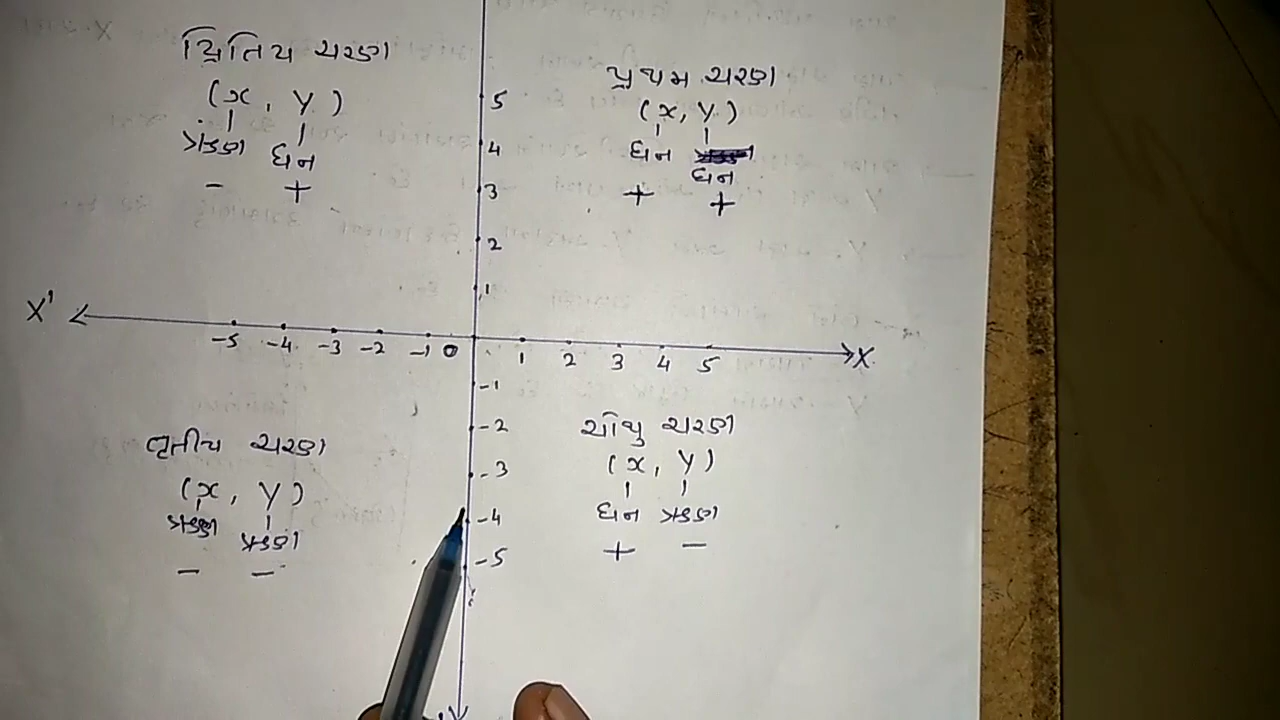 દ્વિતિય ચરણ
(x, y)
ઋણ ધન
- +
પ્રથમ ચરણ
(x, y)
ધન
ધન
+ +
5
4
3
2
1
X'
-5 -4 -3 -2 -1 0 1 2 3 4 5
X
-1
-2
-3
-4
-5
તૃતીય ચરણ
(x, y)
ઋણ ઋણ
- -
ચોથુ ચરણ
(x, y)
ધન ઋણ
+ -